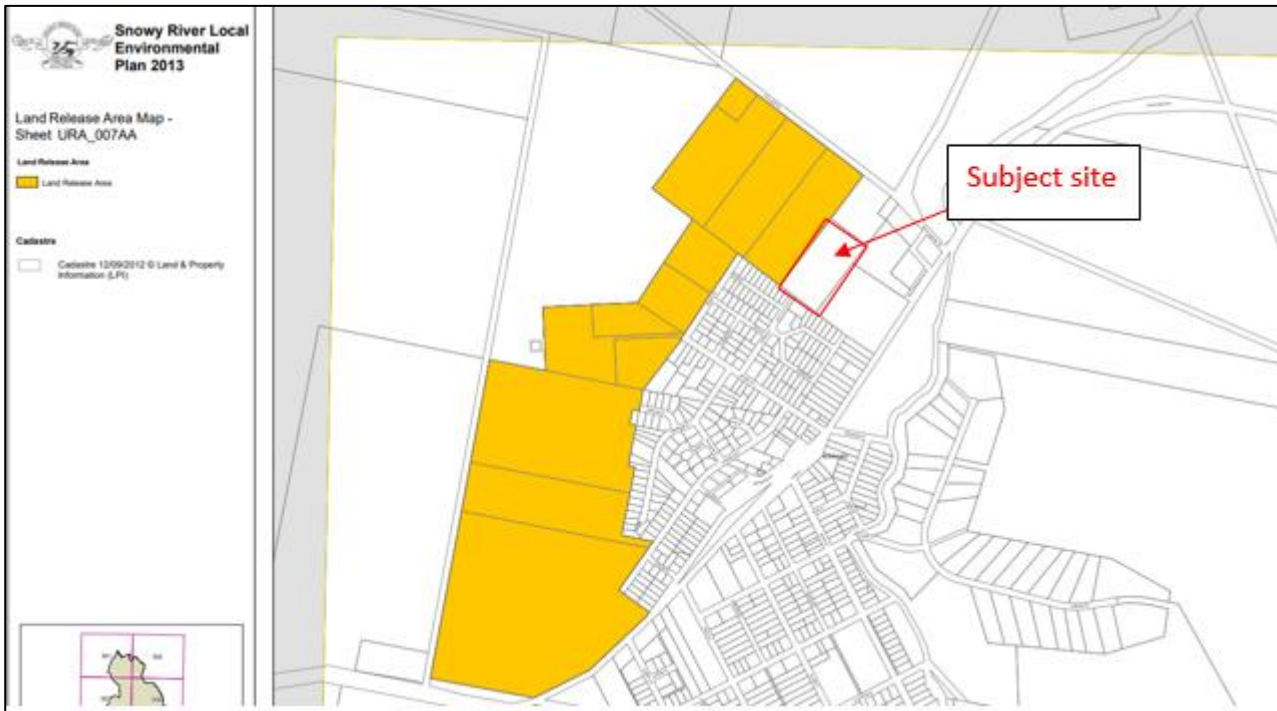 Snowy River Local
Environmental
Plan 2013
Land Release Area Map -
Sheet URA_007AA
Land Release Area
Land Release Area
Cadastre
Cadastre 12/09/2012 © Land & Property
Information (LPI)
Subject site